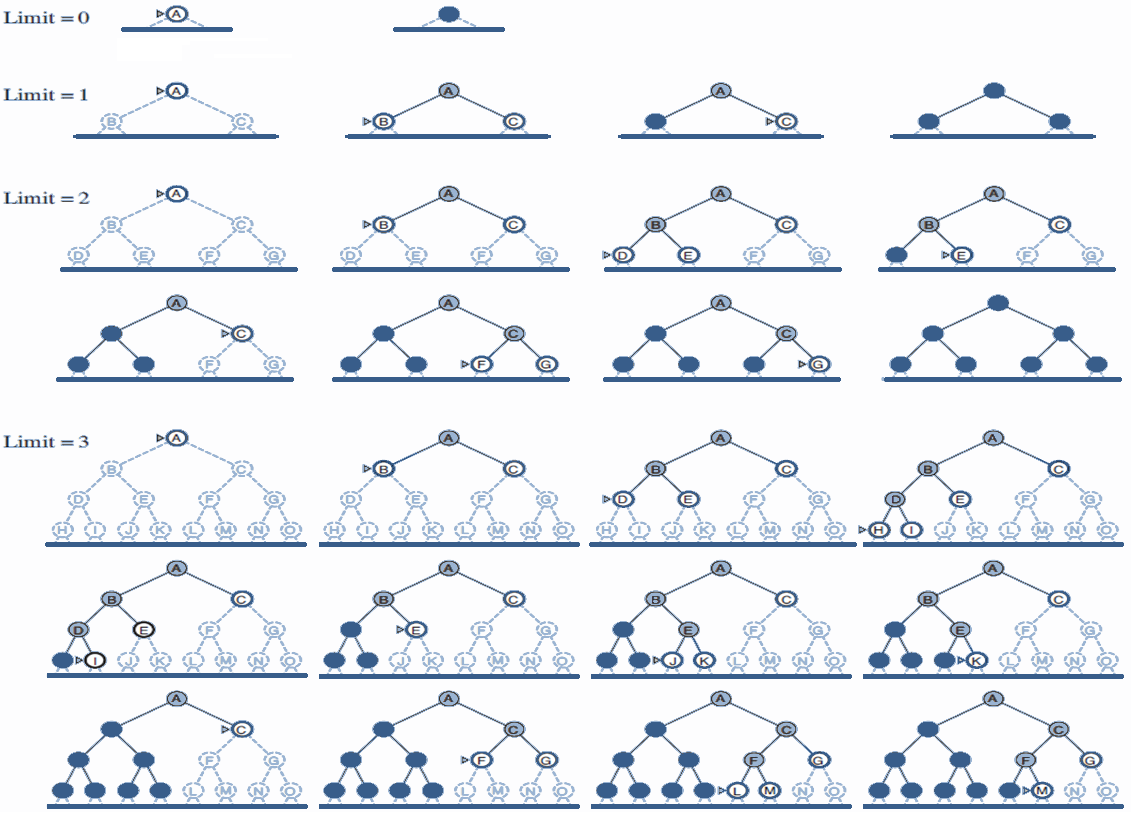 Limit = 0 A
Limit = 1 A A A
B C B C C
Limit = 2 A A A A
B C B C B C B C
D E F G D E F G D E F G E F G
A A A
C C C
F G F G G
Limit = 3 A A A A
B C B C B C B C
D E F G D E F G D E F G D E F G
H I J K L M N O H I J K L M N O H I J K L M N O H I J K L M N O
A A A A
B C B C B C B C
D E F G E F G E F G E F G
I J K L M N O J K L M N O J K L M N O K L M N O
A A A A
C C C C
F G F G F G F G
L M N O L M N O L M N O M N O